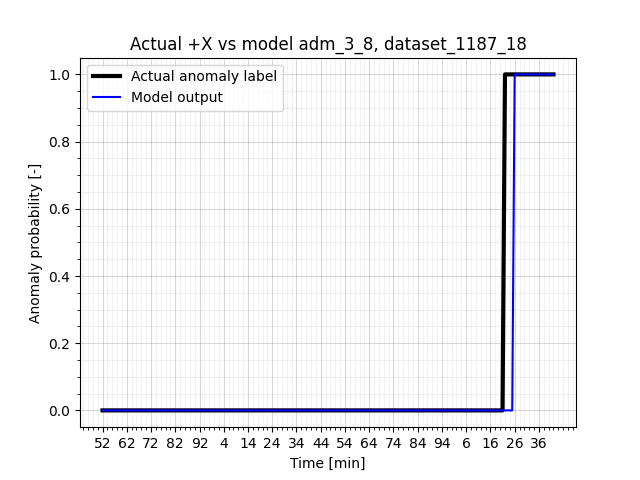 Actual +X vs model adm_3_8, dataset_1187_18
Actual anomaly label
Model output
Anomaly probability [-]
1.0
0.8
0.6
0.4
0.2
0.0
52 62 72 82 92 4 14 24 34 44 54 64 74 84 94 6 16 26 36
Time [min]